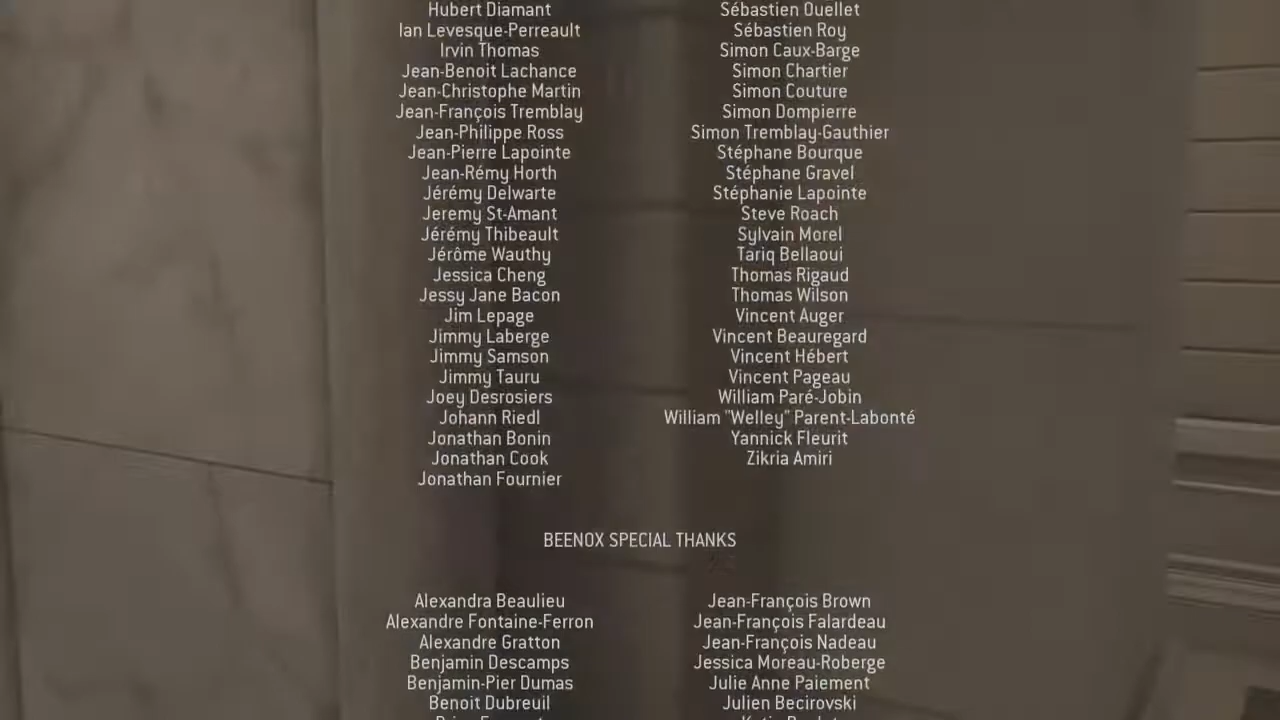 Hubert Diamant
Ian Levesque-Perreault
Irvin Thomas
Jean-Benoit Lachance
Jean-Christophe Martin
Jean-François Tremblay
Jean-Philippe Ross
Jean-Pierre Lapointe
Jean-Rémy Horth
Jérémy Delwarte
Jeremy St-Amant
Jérémy Thibeault
Jérôme Wauthy
Jessica Cheng
Jessy Jane Bacon
Jim Lepage
Jimmy Laberge
Jimmy Samson
Jimmy Tauru
Joey Desrosiers
Johann Riedl
Jonathan Bonin
Jonathan Cook
Jonathan Fournier
Sébastien Ouellet
Sébastien Roy
Simon Caux-Barge
Simon Chartier
Simon Couture
Simon Dompierre
Simon Tremblay-Gauthier
Stéphane Bourque
Stéphane Gravel
Stéphanie Lapointe
Steve Roach
Sylvain Morel
Tariq Bellaoui
Thomas Rigaud
Thomas Wilson
Vincent Auger
Vincent Beauregard
Vincent Hébert
Vincent Pageau
William Paré-Jobin
William "Welley" Parent-Labonté
Yannick Fleurit
Zikria Amiri
BEENOX SPECIAL THANKS
Alexandra Beaulieu
Alexandre Fontaine-Ferron
Alexandre Gratton
Benjamin Descamps
Benjamin-Pier Dumas
Benoit Dubreuil
Jean-François Brown
Jean-François Falardeau
Jean-François Nadeau
Jessica Moreau-Roberge
Julie Anne Paiement
Julien Becirovski